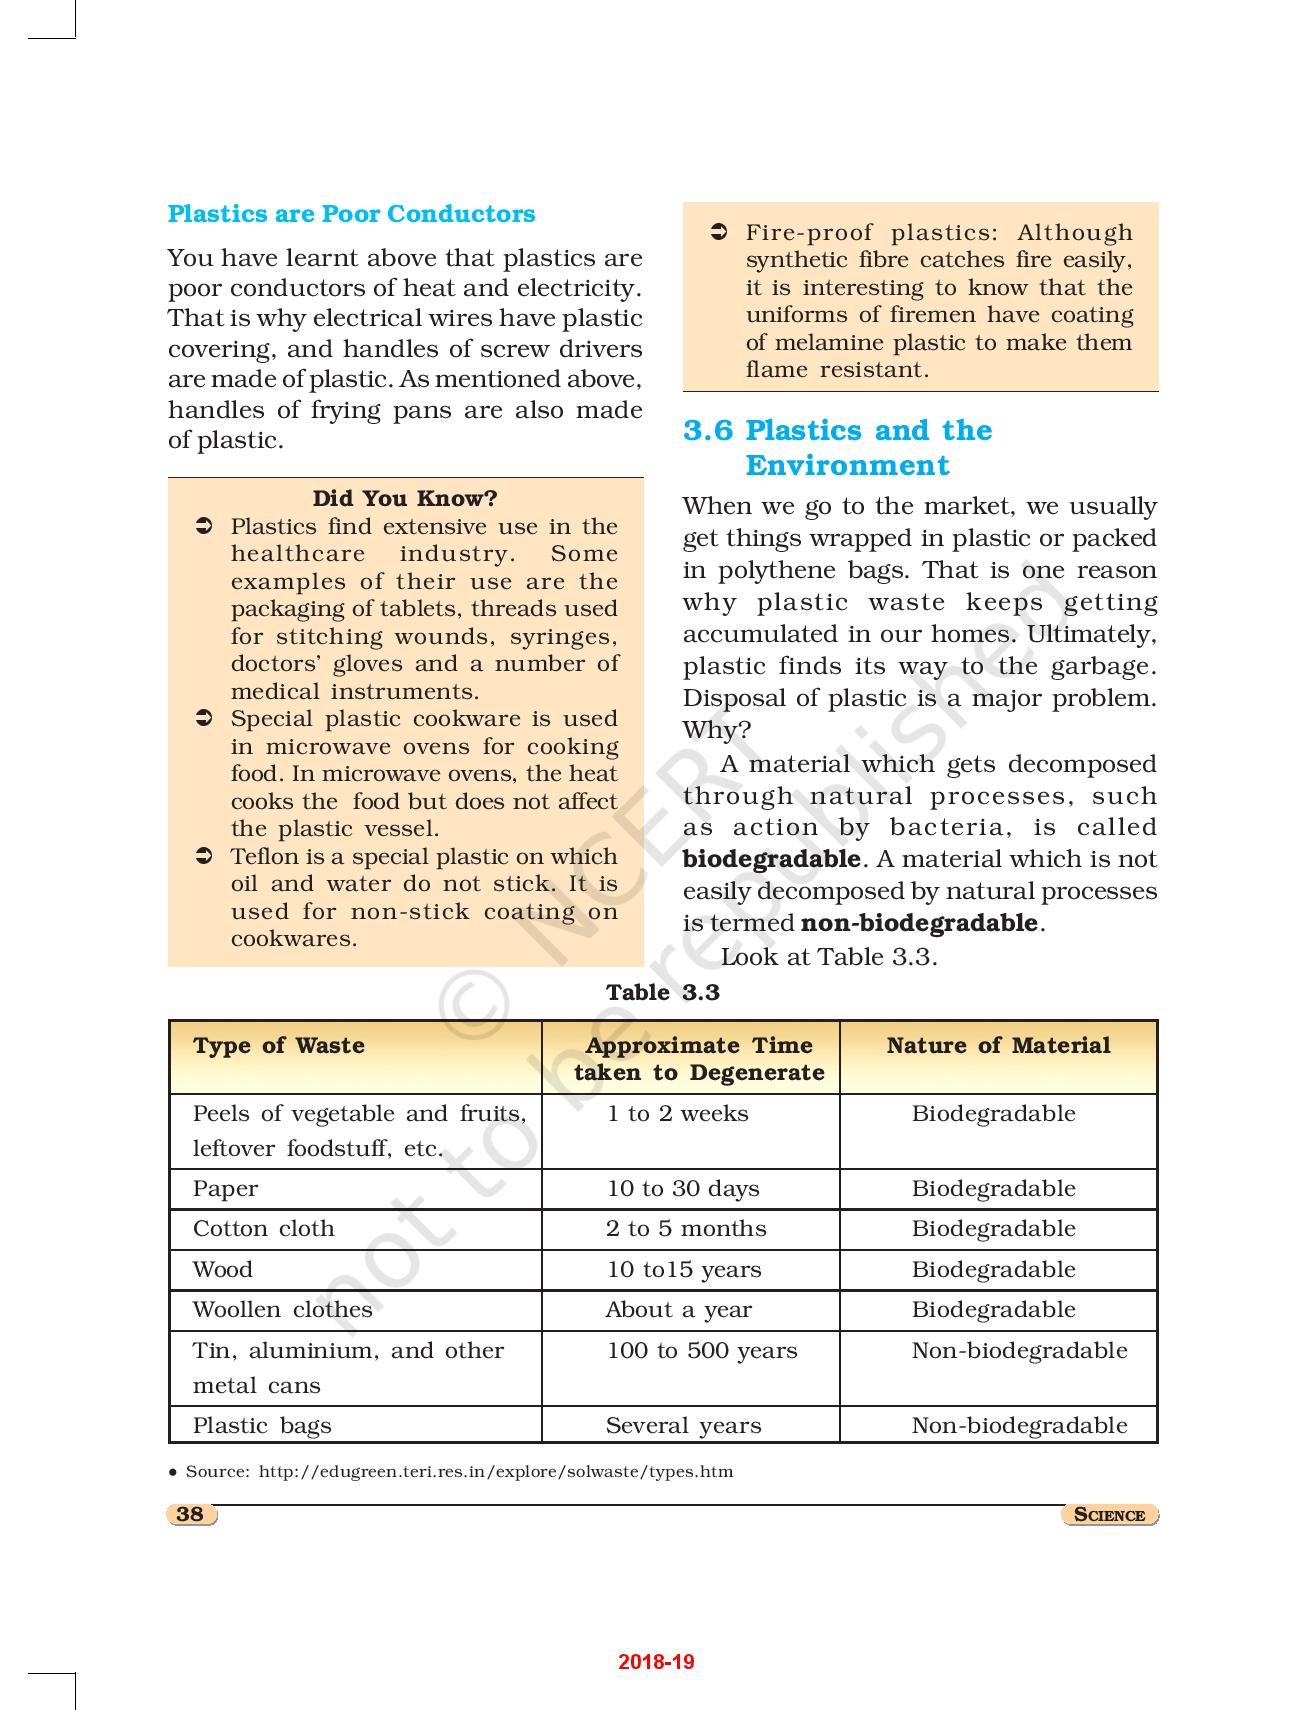 Plastics are Poor Conductors
You have learnt above that plastics are
poor conductors of heat and electricity.
That is why electrical wires have plastic
covering, and handles of screw drivers
are made of plastic. As mentioned above,
handles of frying pans are also made
of plastic.
Did You Know?
➲ Plastics find extensive use in the
healthcare industry. Some
examples of their use are the
packaging of tablets, threads used
for stitching wounds, syringes,
doctors’ gloves and a number of
medical instruments.
➲ Special plastic cookware is used
in microwave ovens for cooking
food. In microwave ovens, the heat
cooks the food but does not affect
the plastic vessel.
➲ Teflon is a special plastic on which
oil and water do not stick. It is
used for non-stick coating on
cookwares.
➲ Fire-proof plastics: Although
synthetic fibre catches fire easily,
it is interesting to know that the
uniforms of firemen have coating
of melamine plastic to make them
flame resistant.
3.6 Plastics and the
Environment
When we go to the market, we usually
get things wrapped in plastic or packed
in polythene bags. That is one reason
why plastic waste keeps getting
accumulated in our homes. Ultimately,
plastic finds its way to the garbage.
Disposal of plastic is a major problem.
Why?
A material which gets decomposed
through natural processes, such
as action by bacteria, is called
biodegradable. A material which is not
easily decomposed by natural processes
is termed non-biodegradable.
Look at Table 3.3.
Table 3.3
Type of Waste Approximate Time Nature of Material
taken to Degenerate
Peels of vegetable and fruits, 1 to 2 weeks Biodegradable
leftover foodstuff, etc.
Paper 10 to 30 days Biodegradable
Cotton cloth 2 to 5 months Biodegradable
Wood 10 to15 years Biodegradable
Woollen clothes About a year Biodegradable
Tin, aluminium, and other 100 to 500 years Non-biodegradable
metal cans
Plastic bags Several years Non-biodegradable
● Source: http://edugreen.teri.res.in/explore/solwaste/types.htm
38 SCIENCE
2018-19
© NCERT
not to be republished